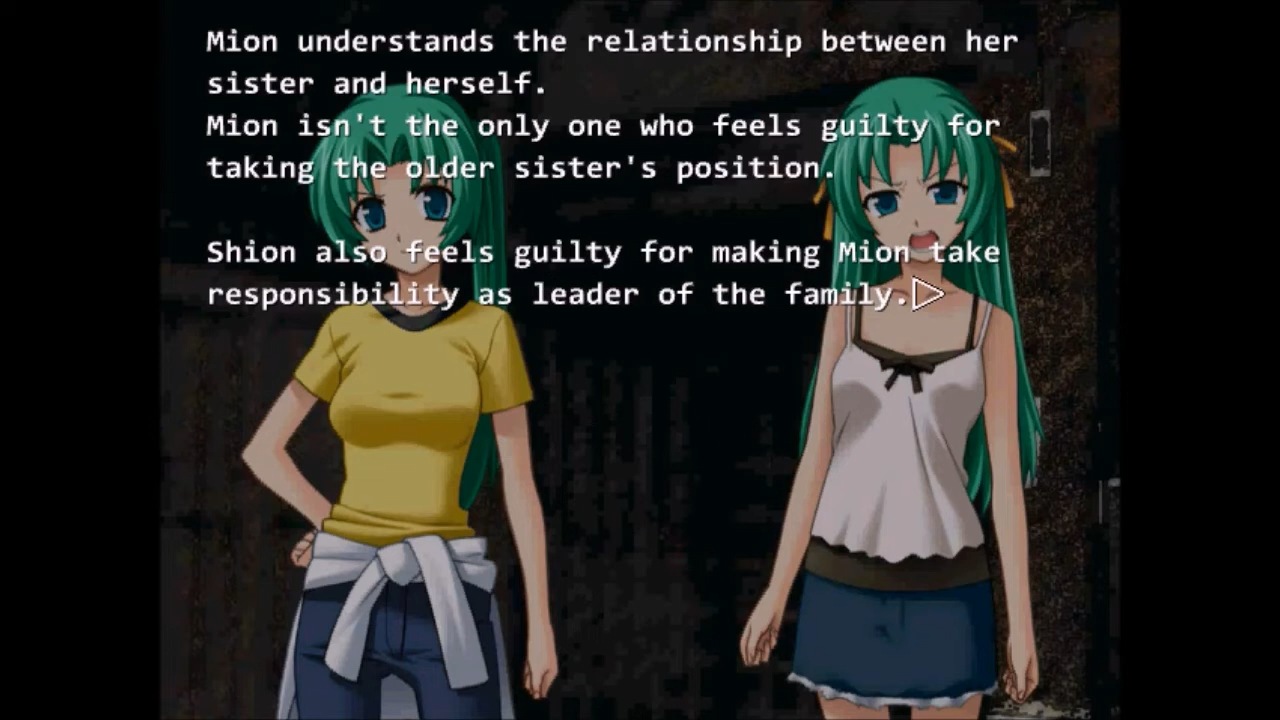 Mion understands the relationship between her
sister and herself.
Mion isn't the only one who feels guilty for
taking the older sister's position.
Shion also feels guilty for making Mion take
responsibility as leader of the family.